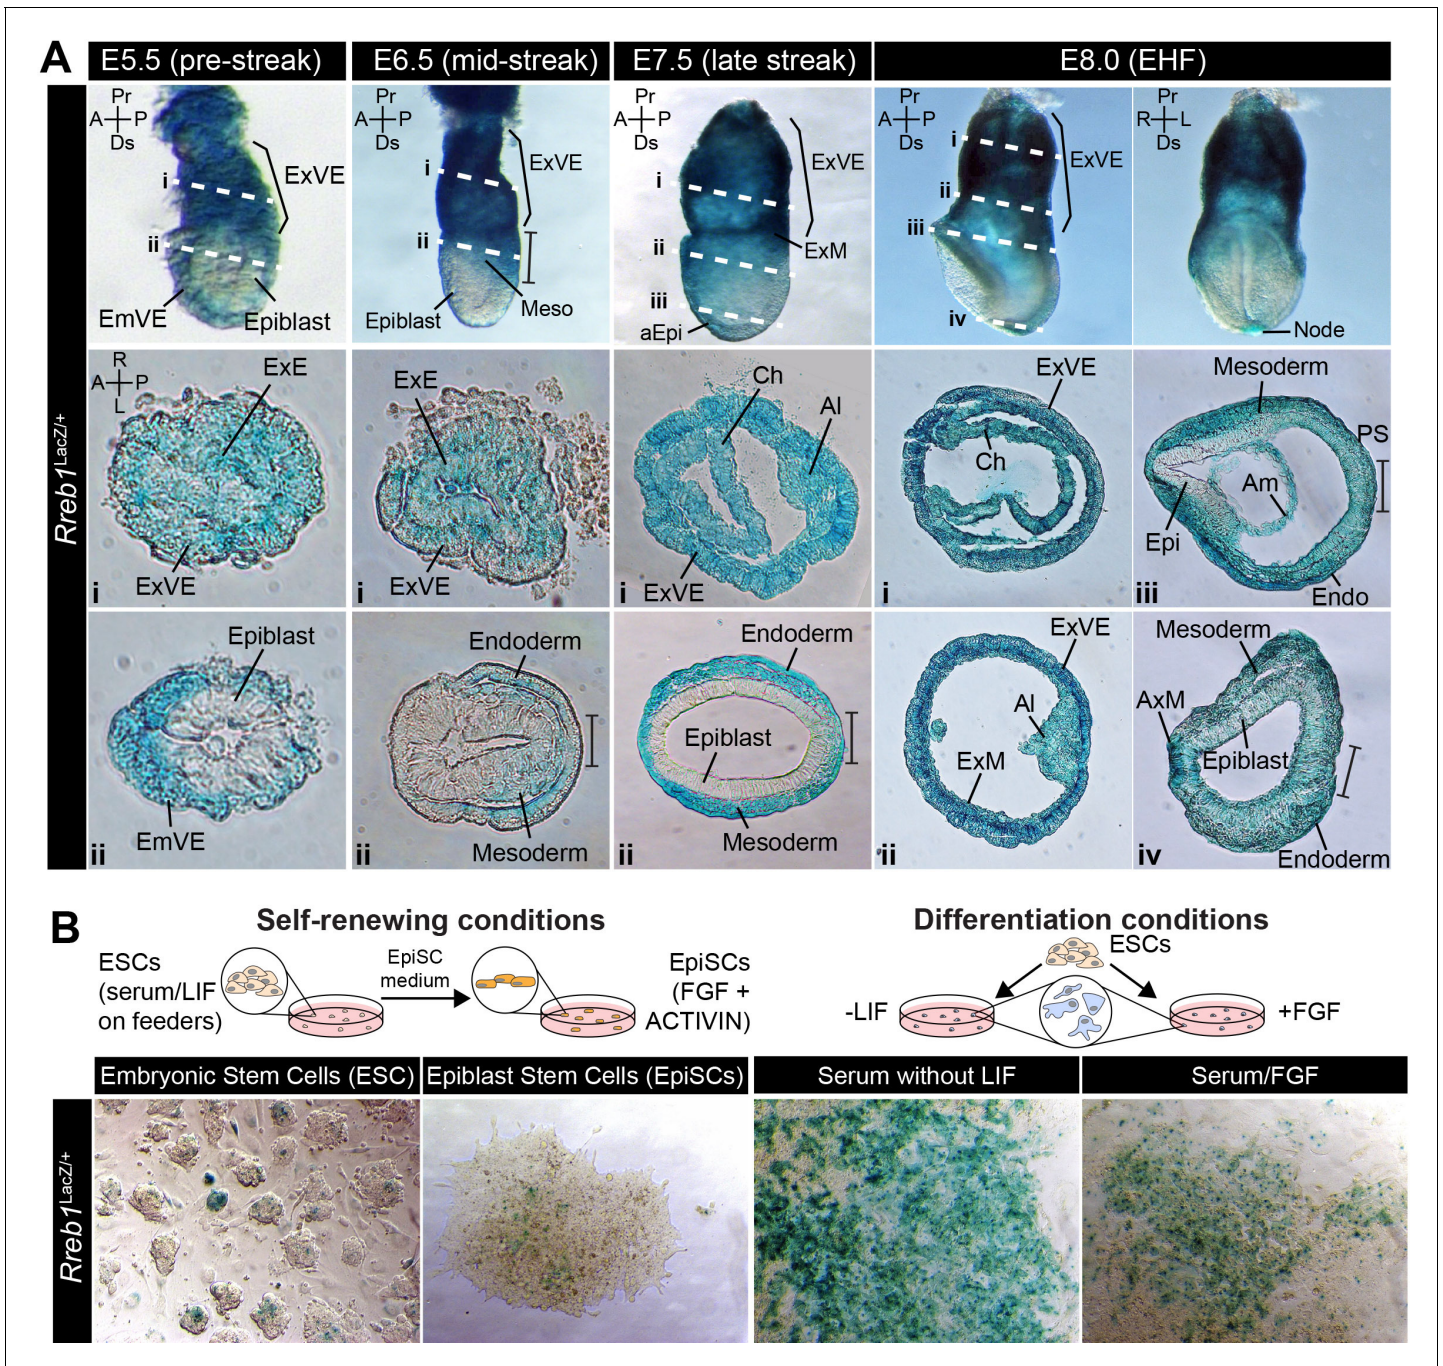 A
E5.5 (pre-streak)
E6.5 (mid-streak)
E7.5 (late streak)
E8.0 (EHF)
Rreb1LacZ/+
Pr
A P
Ds
i
ii
ExVE
EmVE
Epiblast
Pr
A P
Ds
i
ii
ExVE
Epiblast
Meso
Pr
A P
Ds
i
ii
iii
ExVE
ExM
aEpi
Pr
A P
Ds
i
ii
iii
iv
ExVE
Pr
R L
Ds
Node
R
A P
L
ExE
ExVE
i
ExE
ExVE
i
Ch
Al
ExVE
i
ExVE
Ch
i
Mesoderm
PS
Am
Epi
Endo
iii
Epiblast
EmVE
ii
Endoderm
Mesoderm
ii
Endoderm
Epiblast
Mesoderm
ii
ExVE
Al
ExM
ii
Mesoderm
AxM
Epiblast
Endoderm
iv
B
Self-renewing conditions
ESCs
(serum/LIF
on feeders)
EpiSC
medium
EpiSCs
(FGF +
ACTIVIN)
Differentiation conditions
ESCs
-LIF
+FGF
Embryonic Stem Cells (ESC)
Epiblast Stem Cells (EpiSCs)
Serum without LIF
Serum/FGF
Rreb1LacZ/+